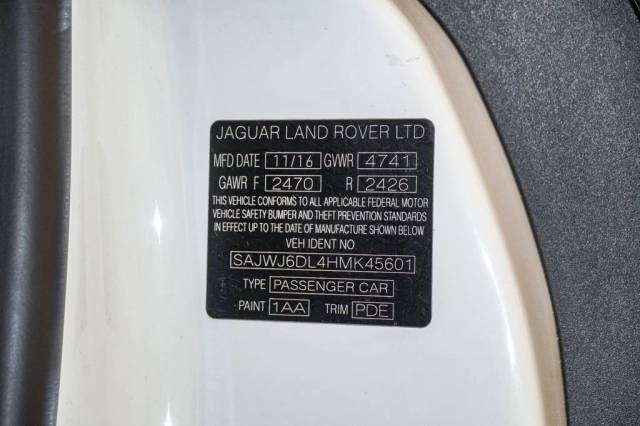 JAGUAR LAND ROVER LTD
MFD DATE 11/16 GVWR 4741
GAWR F 2470 R 2426
THIS VEHICLE CONFORMS TO ALL APPLICABLE FEDERAL MOTOR
VEHICLE SAFETY BUMPER AND THEFT PREVENTION STANDARDS
IN EFFECT UP TO THE DATE OF MANUFACTURE SHOWN BELOW
VEH IDENT NO.
SAJWJ6DL4HMK45601
TYPE PASSENGER CAR
PAINT 1AA TRIM PDE